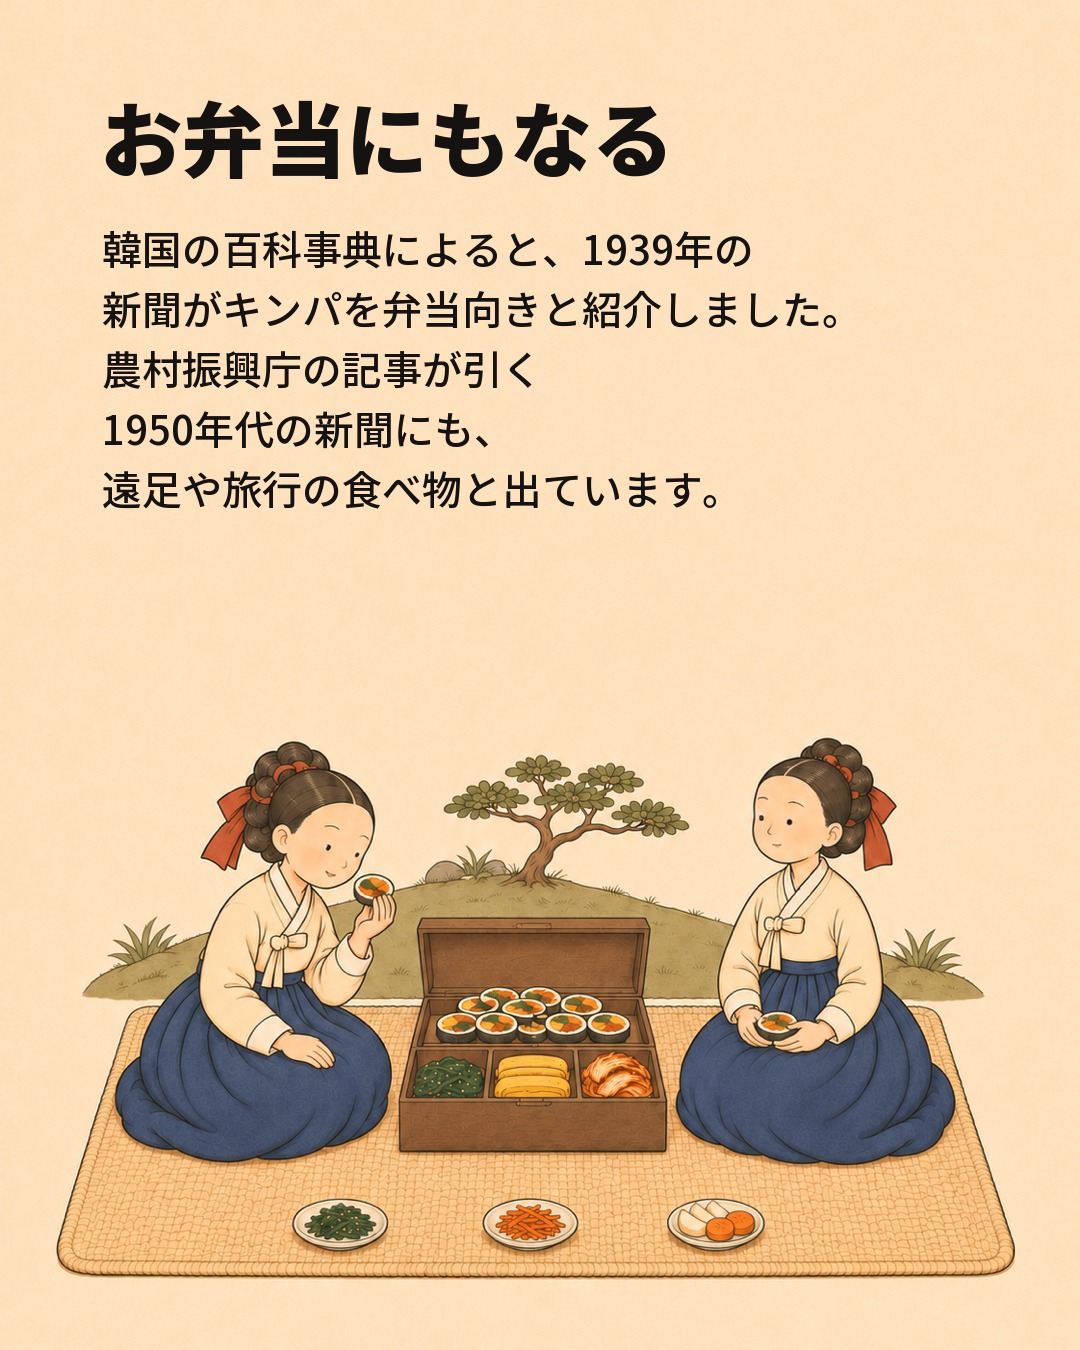 お弁当にもなる
韓国の百科事典によると、1939年の
新聞がキンパを弁当向きと紹介しました。
農村振興庁の記事が引く
1950年代の新聞にも、
遠足や旅行の食べ物と出ています。